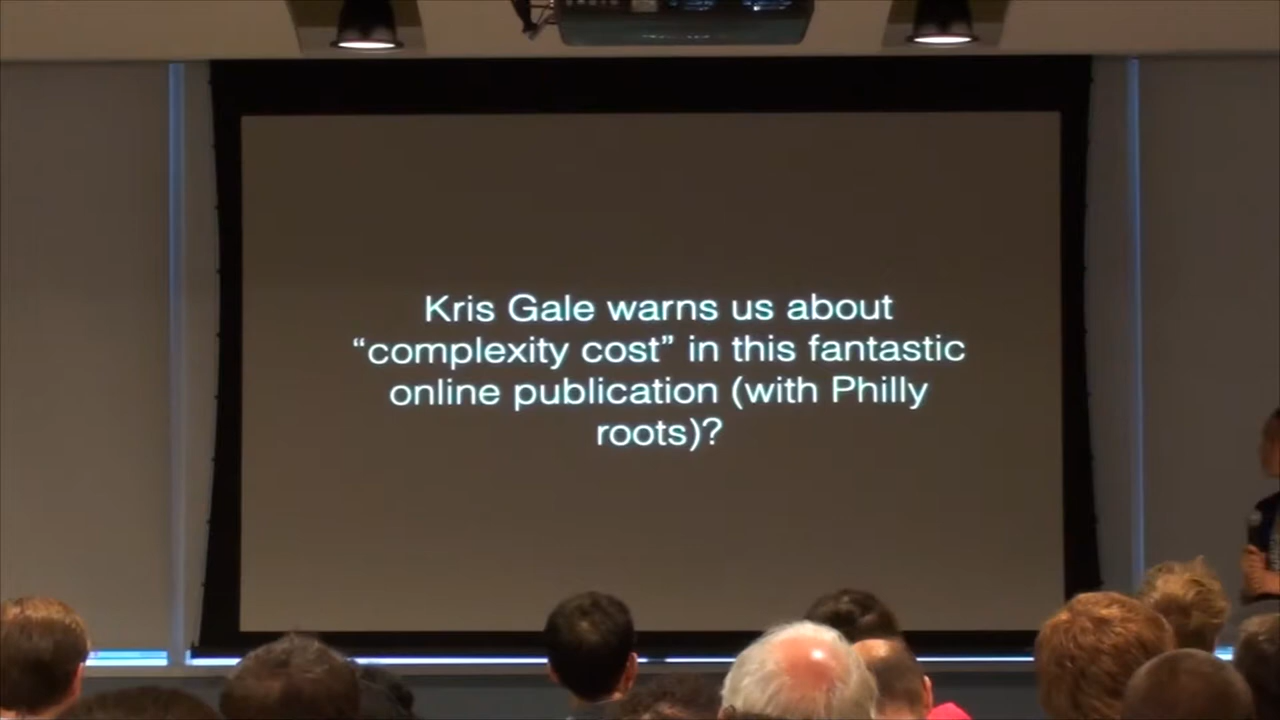 Kris Gale warns us about
“complexity cost” in this fantastic
online publication (with Philly
roots)?